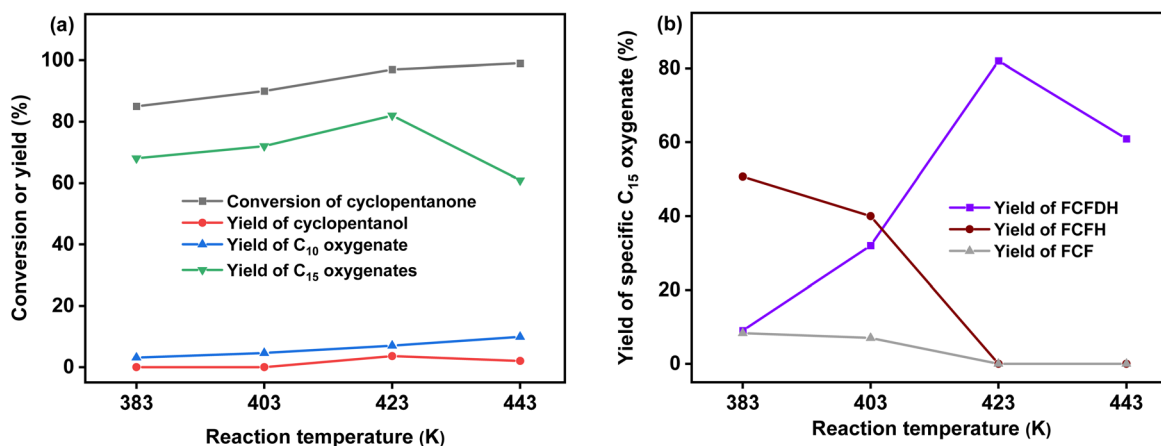 (a)
Conversion or yield (%)
100
80
60
40
20
0
Conversion of cyclopentanone
Yield of cyclopentanol
Yield of C₁₀ oxygenate
Yield of C₁₅ oxygenates
383
403
423
443
Reaction temperature (K)
(b)
Yield of specific C₁₅ oxygenate (%)
80
60
40
20
0
Yield of FCFDH
Yield of FCFH
Yield of FCF
383
403
423
443
Reaction temperature (K)